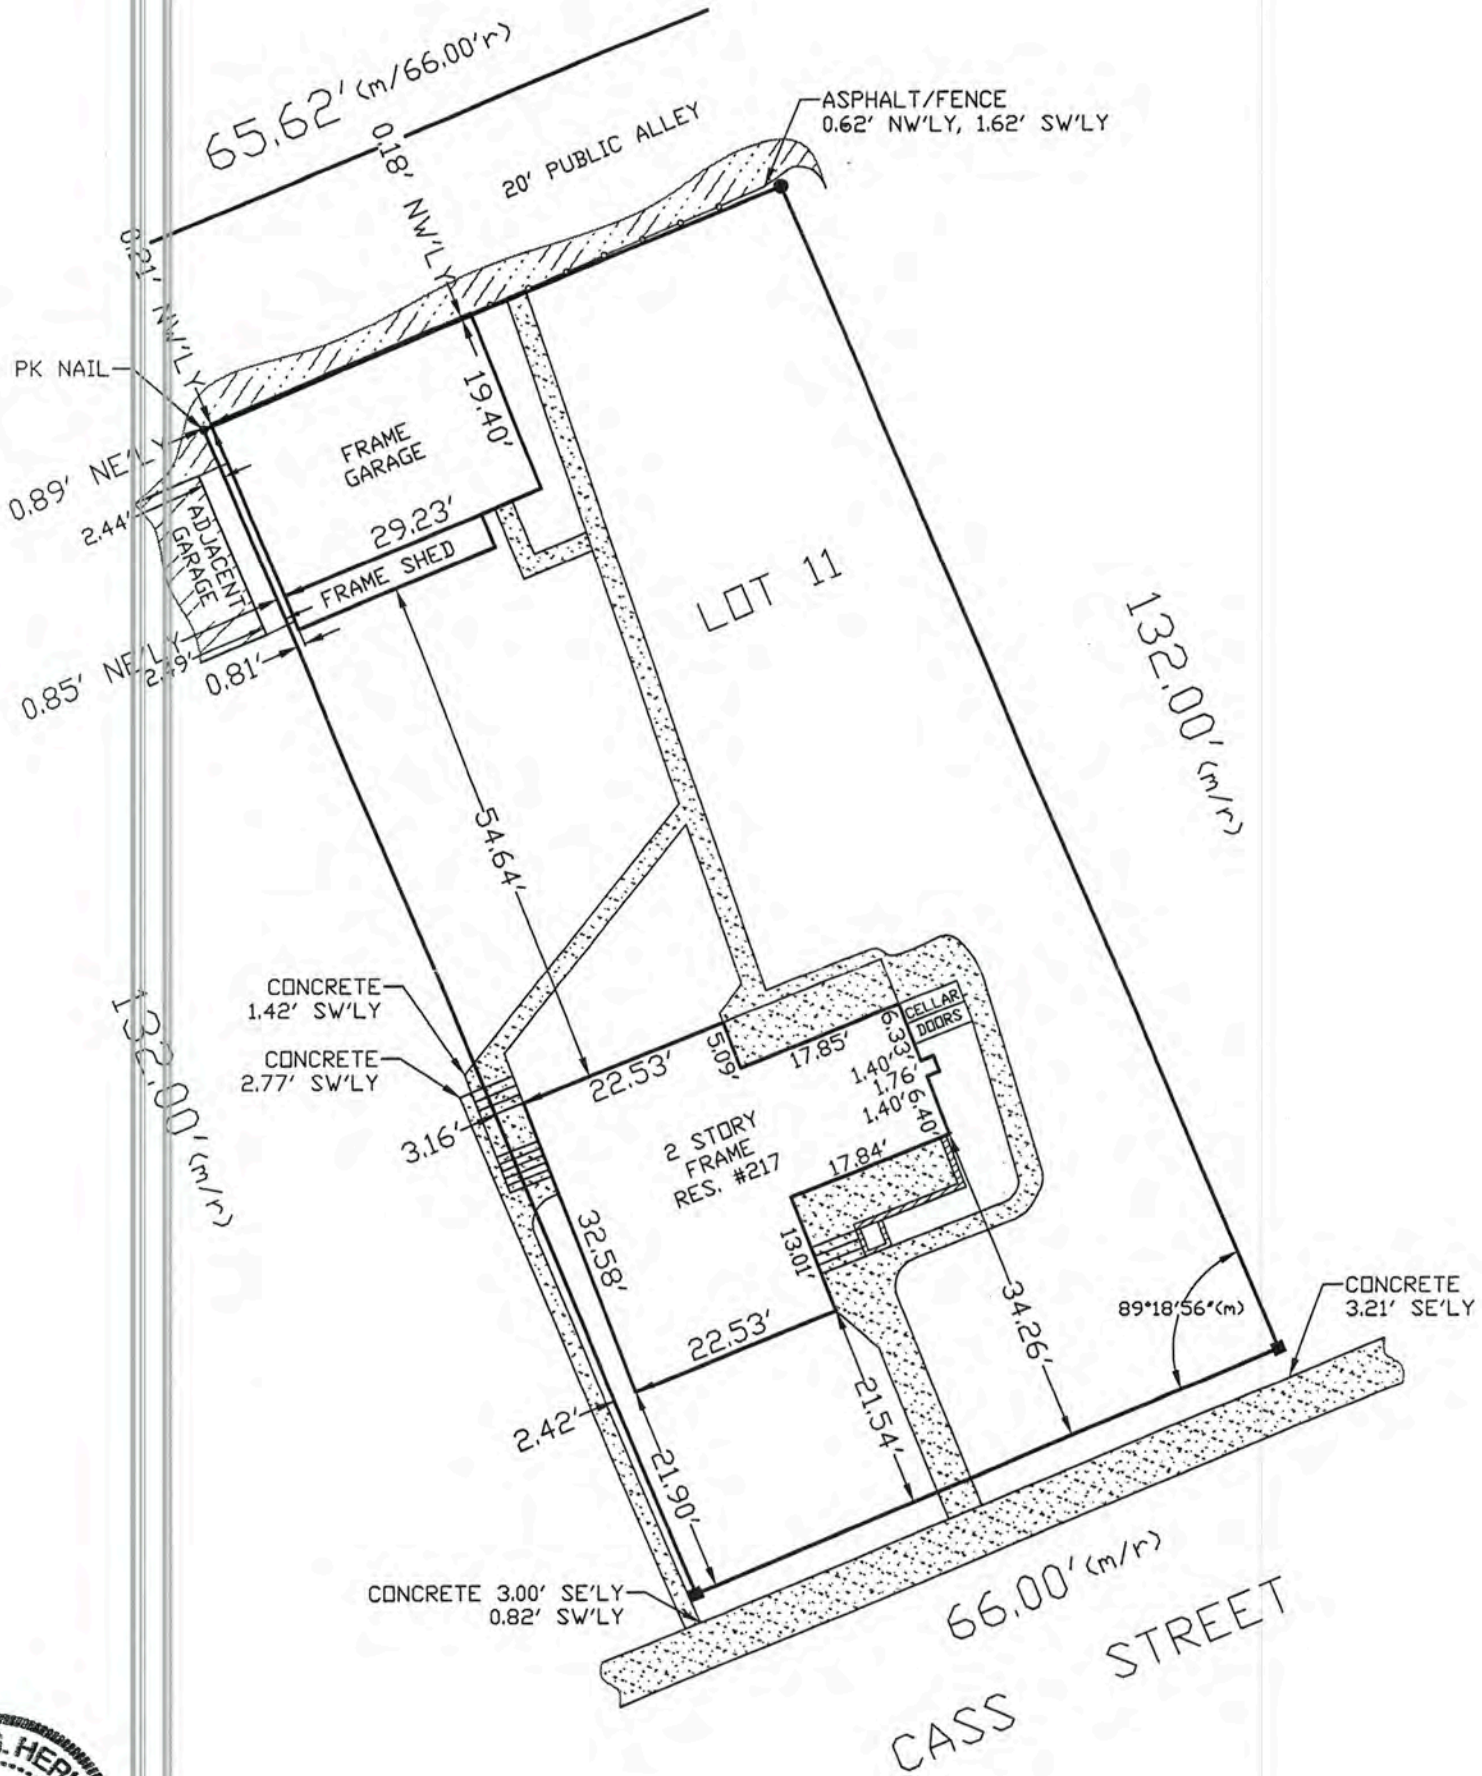 65.62' (m/66.00'r)
0.18' NW'LY
20' PUBLIC ALLEY
ASPHALT/FENCE
0.62' NW'LY, 1.62' SW'LY
0.21' NW'LY
PK NAIL
0.89' NE'LY
2.44'
ADJACENT
GARAGE
FRAME
GARAGE
19.40'
29.23'
FRAME SHED
0.85' NE'LY
0.81'
LOT 11
132.00' (m/r)
54.64'
132.00' (m/r)
CONCRETE
1.42' SW'LY
CONCRETE
2.77' SW'LY
3.16'
22.53'
5.09'
17.85'
6.33'
CELLAR
DOORS
1.40'
1.76'
1.40'
6.40'
2 STORY
FRAME
RES. #217
17.84'
13.01'
32.58'
22.53'
34.26'
89°18'56"(m)
CONCRETE
3.21' SE'LY
2.42'
21.90'
21.54'
CONCRETE 3.00' SE'LY
0.82' SW'LY
66.00' (m/r)
CASS STREET